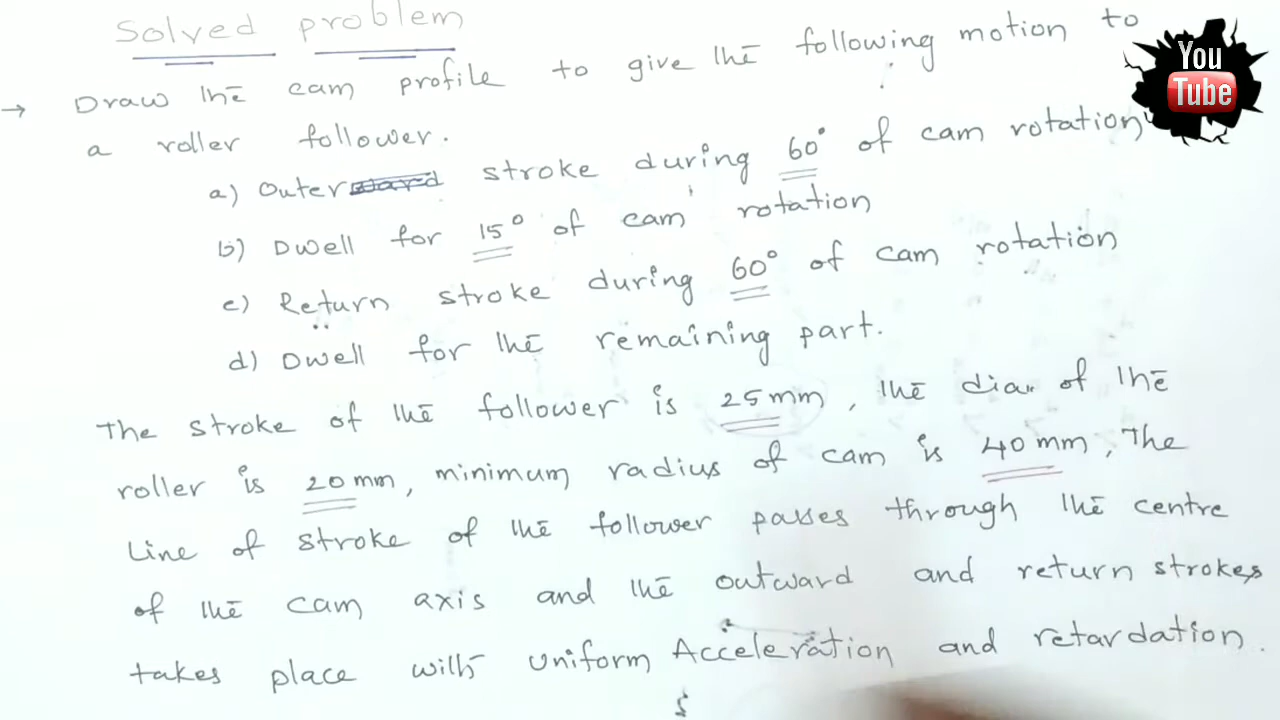 Solved problem
→ Draw the cam profile to give the following motion to
a roller follower.
a) Outer stroke during 60° of cam rotation
b) Dwell for 15° of cam rotation
c) Return stroke during 60° of cam rotation
d) Dwell for the remaining part.
The stroke of the follower is 25mm, the dia. of the
roller is 20mm, minimum radius of cam is 40mm, The
Line of stroke of the follower passes through the centre
of the cam axis and the outward and return strokes
takes place with uniform Acceleration and retardation.
You
Tube